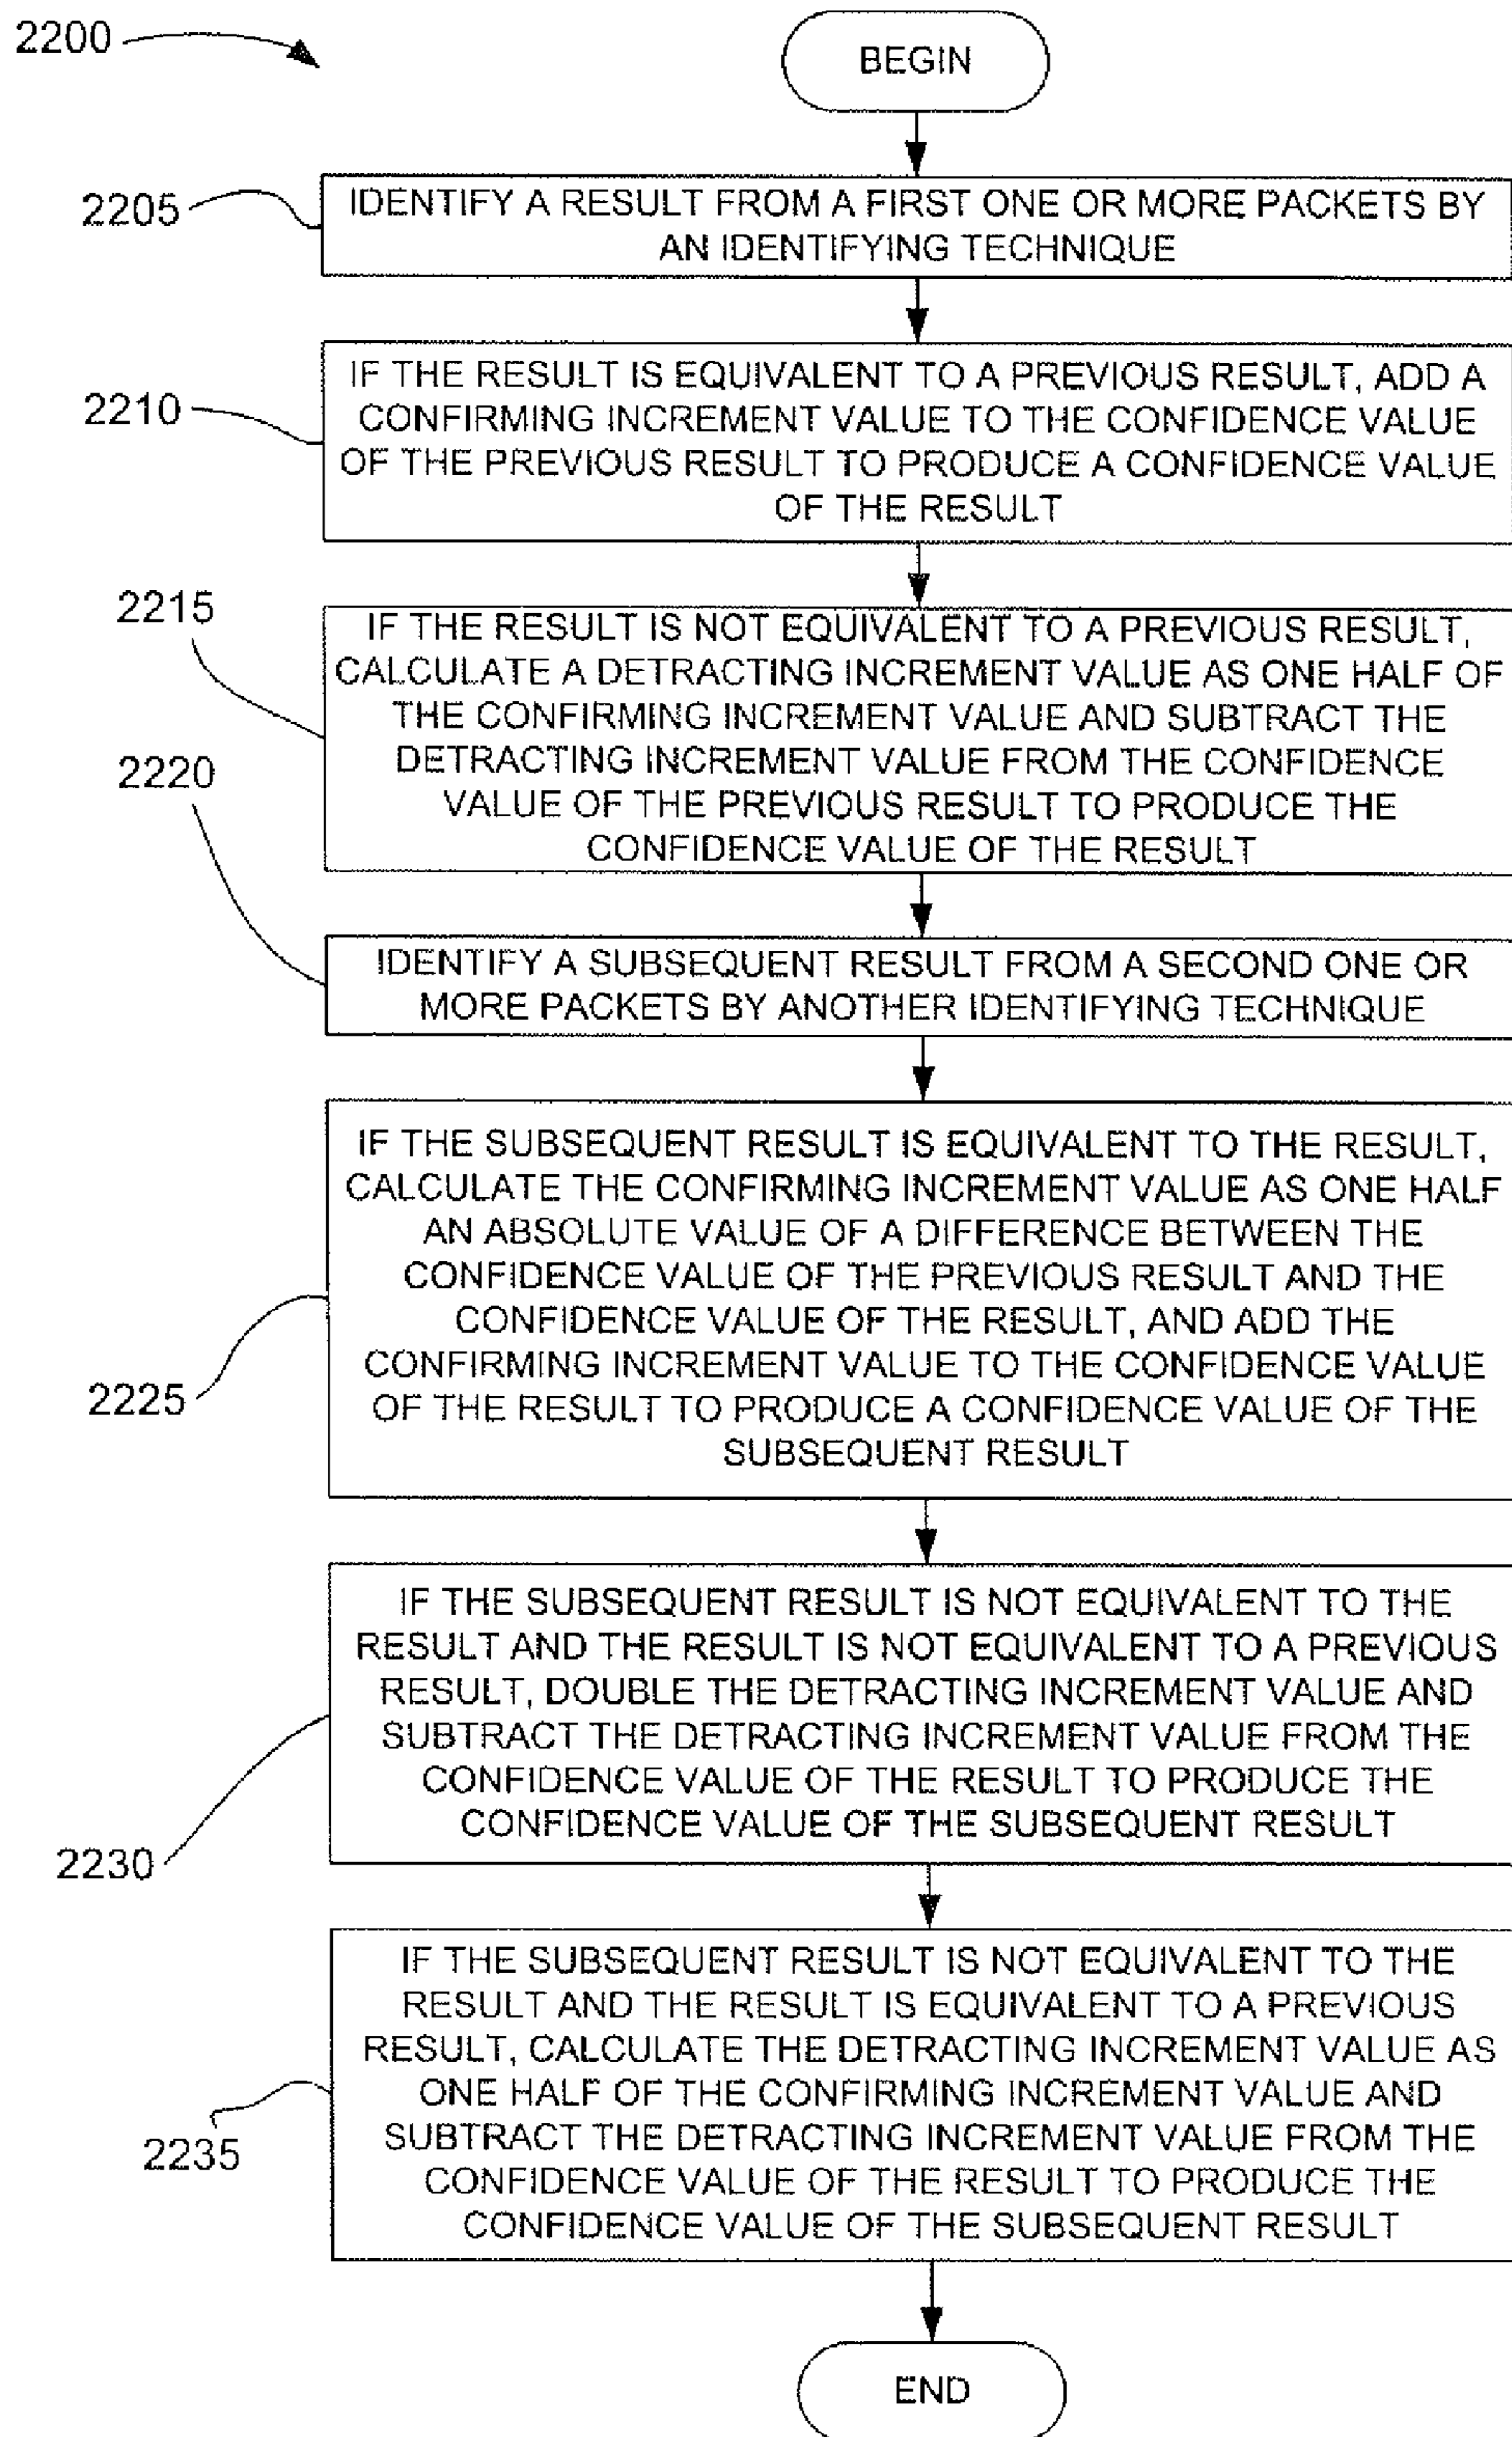 2200
BEGIN
2205
IDENTIFY A RESULT FROM A FIRST ONE OR MORE PACKETS BY
AN IDENTIFYING TECHNIQUE
2210
IF THE RESULT IS EQUIVALENT TO A PREVIOUS RESULT, ADD A
CONFIRMING INCREMENT VALUE TO THE CONFIDENCE VALUE
OF THE PREVIOUS RESULT TO PRODUCE A CONFIDENCE VALUE
OF THE RESULT
2215
IF THE RESULT IS NOT EQUIVALENT TO A PREVIOUS RESULT,
CALCULATE A DETRACTING INCREMENT VALUE AS ONE HALF OF
THE CONFIRMING INCREMENT VALUE AND SUBTRACT THE
DETRACTING INCREMENT VALUE FROM THE CONFIDENCE
VALUE OF THE PREVIOUS RESULT TO PRODUCE THE
CONFIDENCE VALUE OF THE RESULT
2220
IDENTIFY A SUBSEQUENT RESULT FROM A SECOND ONE OR
MORE PACKETS BY ANOTHER IDENTIFYING TECHNIQUE
2225
IF THE SUBSEQUENT RESULT IS EQUIVALENT TO THE RESULT,
CALCULATE THE CONFIRMING INCREMENT VALUE AS ONE HALF
AN ABSOLUTE VALUE OF A DIFFERENCE BETWEEN THE
CONFIDENCE VALUE OF THE PREVIOUS RESULT AND THE
CONFIDENCE VALUE OF THE RESULT, AND ADD THE
CONFIRMING INCREMENT VALUE TO THE CONFIDENCE VALUE
OF THE RESULT TO PRODUCE A CONFIDENCE VALUE OF THE
SUBSEQUENT RESULT
2230
IF THE SUBSEQUENT RESULT IS NOT EQUIVALENT TO THE
RESULT AND THE RESULT IS NOT EQUIVALENT TO A PREVIOUS
RESULT, DOUBLE THE DETRACTING INCREMENT VALUE AND
SUBTRACT THE DETRACTING INCREMENT VALUE FROM THE
CONFIDENCE VALUE OF THE RESULT TO PRODUCE THE
CONFIDENCE VALUE OF THE SUBSEQUENT RESULT
2235
IF THE SUBSEQUENT RESULT IS NOT EQUIVALENT TO THE
RESULT AND THE RESULT IS EQUIVALENT TO A PREVIOUS
RESULT, CALCULATE THE DETRACTING INCREMENT VALUE AS
ONE HALF OF THE CONFIRMING INCREMENT VALUE AND
SUBTRACT THE DETRACTING INCREMENT VALUE FROM THE
CONFIDENCE VALUE OF THE RESULT TO PRODUCE THE
CONFIDENCE VALUE OF THE SUBSEQUENT RESULT
END